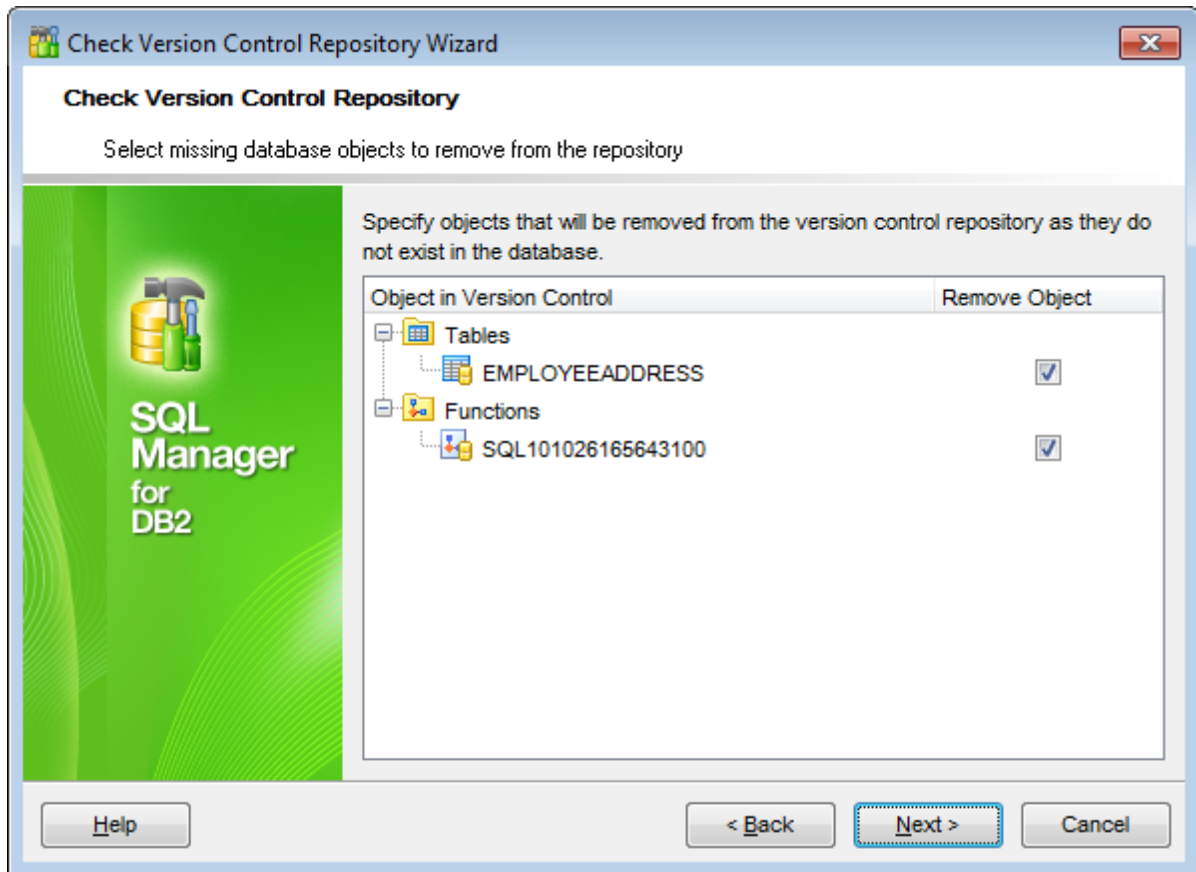 Check Version Control Repository Wizard
Check Version Control Repository
Select missing database objects to remove from the repository
SQL
Manager
for
DB2
Specify objects that will be removed from the version control repository as they do
not exist in the database.
Object in Version Control Remove Object
Tables
EMPLOYEEADDRESS
Functions
SQL101026165643100
Help < Back Next > Cancel